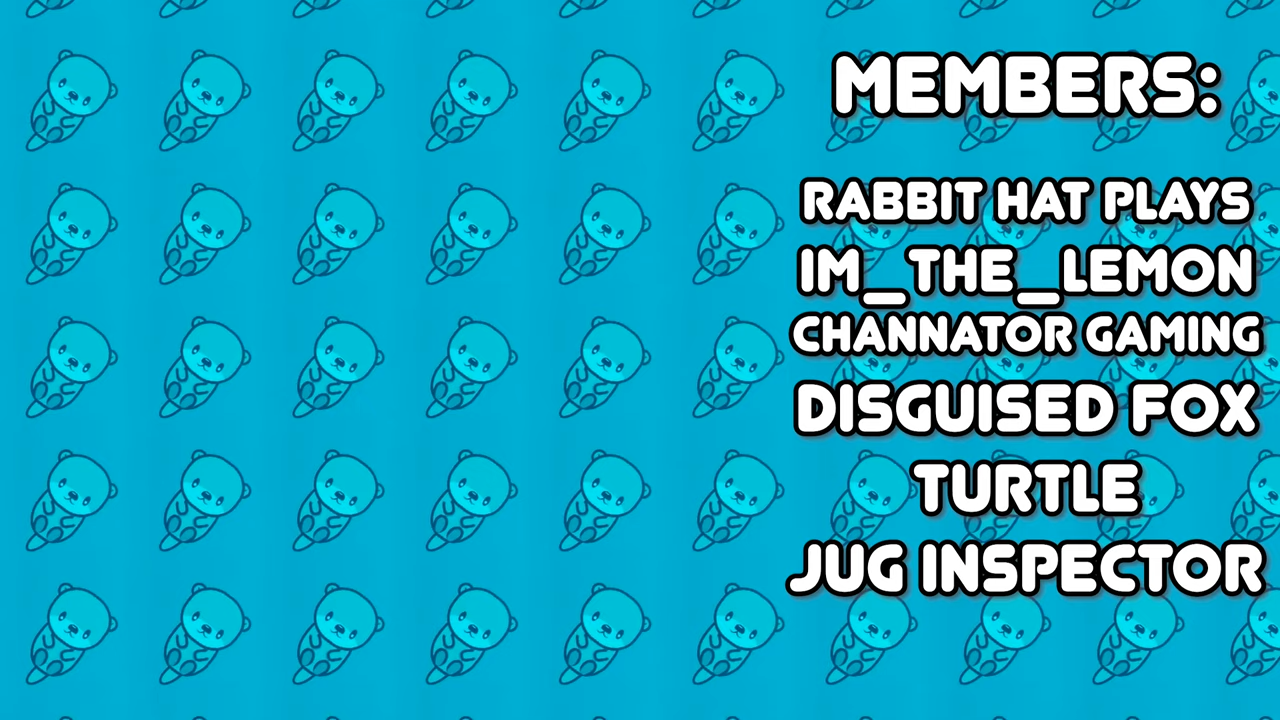 MEMBERS:
RABBIT HAT PLAYS
IM_THE_LEMON
CHANNATOR GAMING
DISGUISED FOX
TURTLE
JUG INSPECTOR